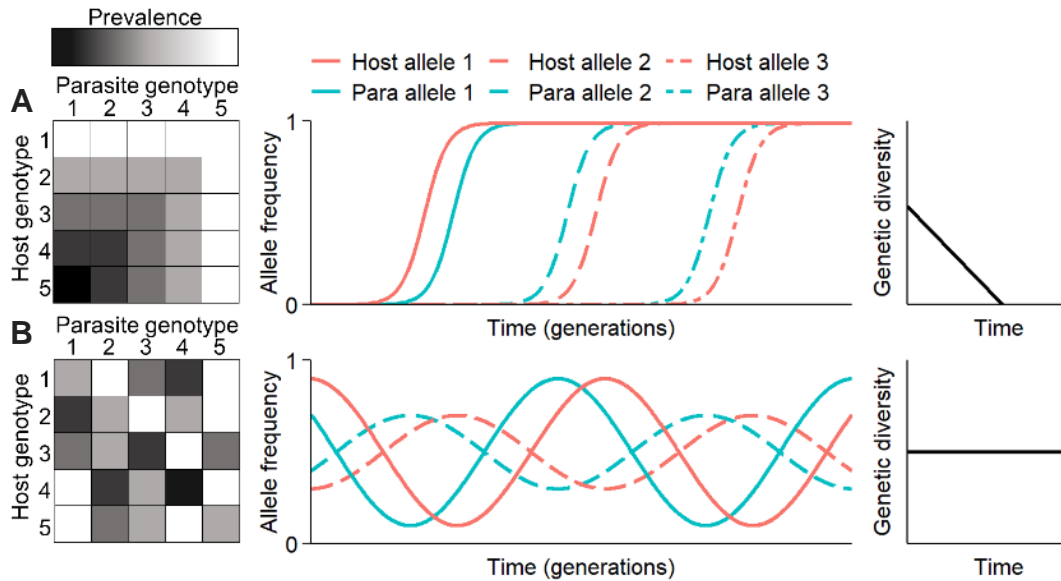 Prevalence
Host allele 1 Host allele 2 Host allele 3
Para allele 1 Para allele 2 Para allele 3
Parasite genotype
A
1 2 3 4 5
Host genotype
1
2
3
4
5
Allele frequency
1
0
Time (generations)
Genetic diversity
Time
Parasite genotype
B
1 2 3 4 5
Host genotype
1
2
3
4
5
Allele frequency
1
0
Time (generations)
Genetic diversity
Time